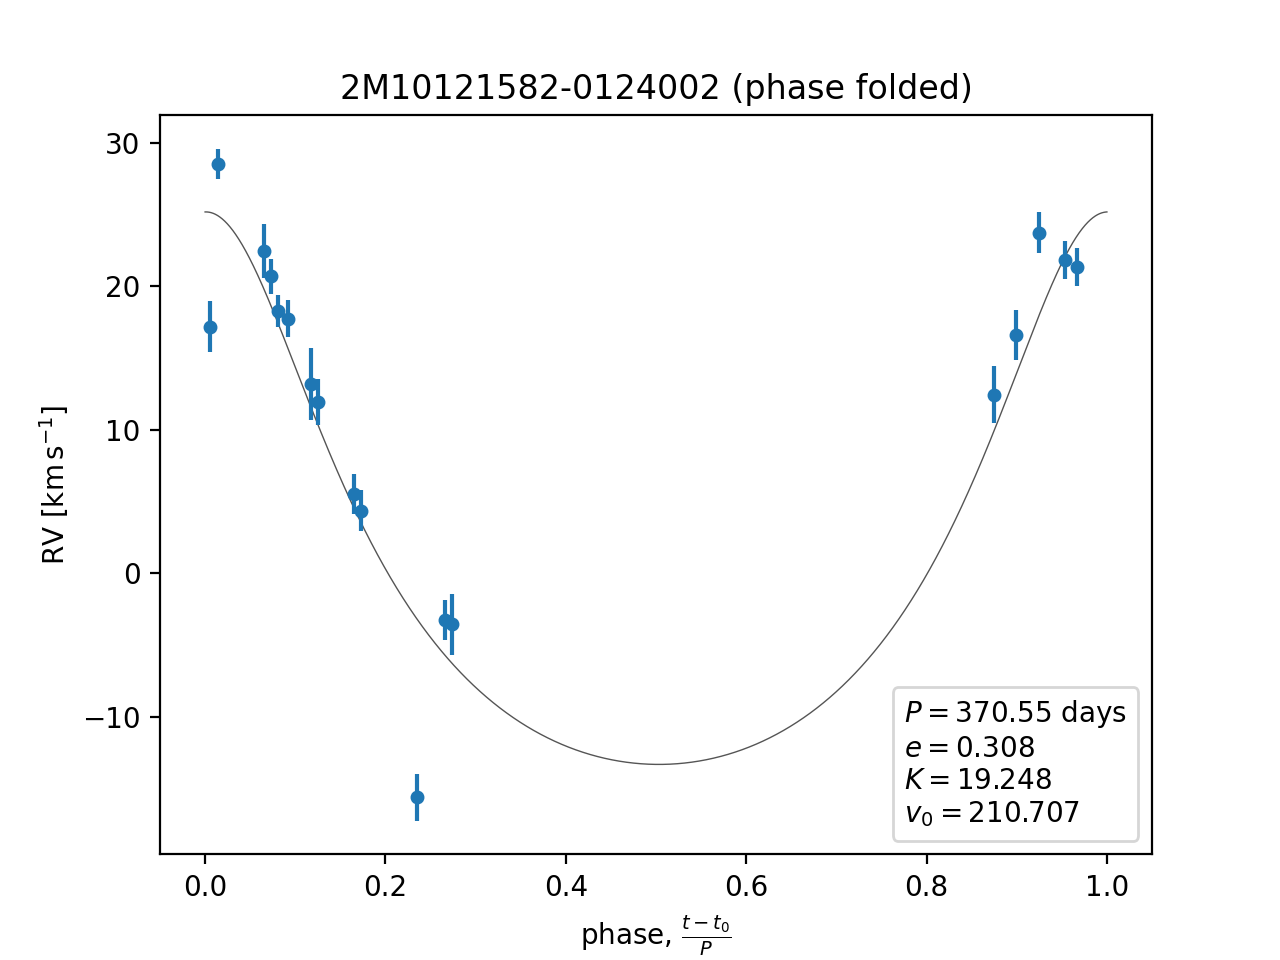 2M10121582-0124002 (phase folded)
RV [km s⁻¹]
30
20
10
0
−10
P = 370.55 days
e = 0.308
K = 19.248
v₀ = 210.707
0.0 0.2 0.4 0.6 0.8 1.0
phase, (t − t₀)/P